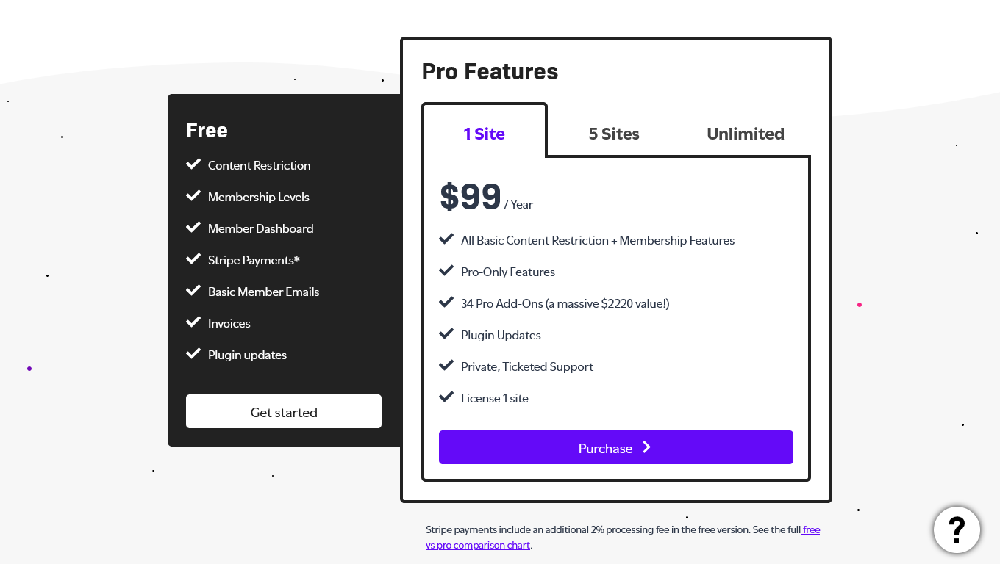 Free
Content Restriction
Membership Levels
Member Dashboard
Stripe Payments*
Basic Member Emails
Invoices
Plugin updates
Get started
Pro Features
1 Site
5 Sites
Unlimited
$99 / Year
All Basic Content Restriction + Membership Features
Pro-Only Features
34 Pro Add-Ons (a massive $2220 value!)
Plugin Updates
Private, Ticketed Support
License 1 site
Purchase
Stripe payments include an additional 2% processing fee in the free version. See the full free
vs pro comparison chart.
?